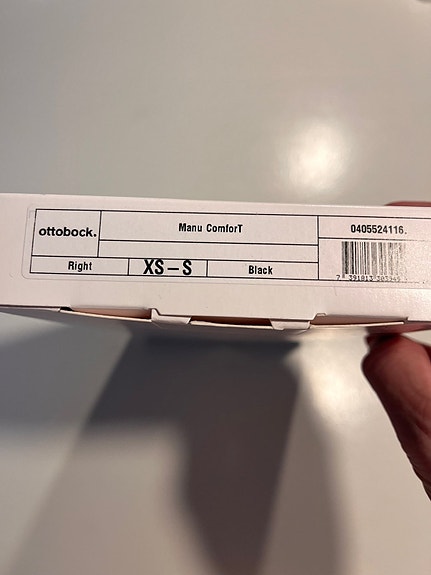 ottobock.
Manu ComforT
0405524116.
Right
XS – S
Black